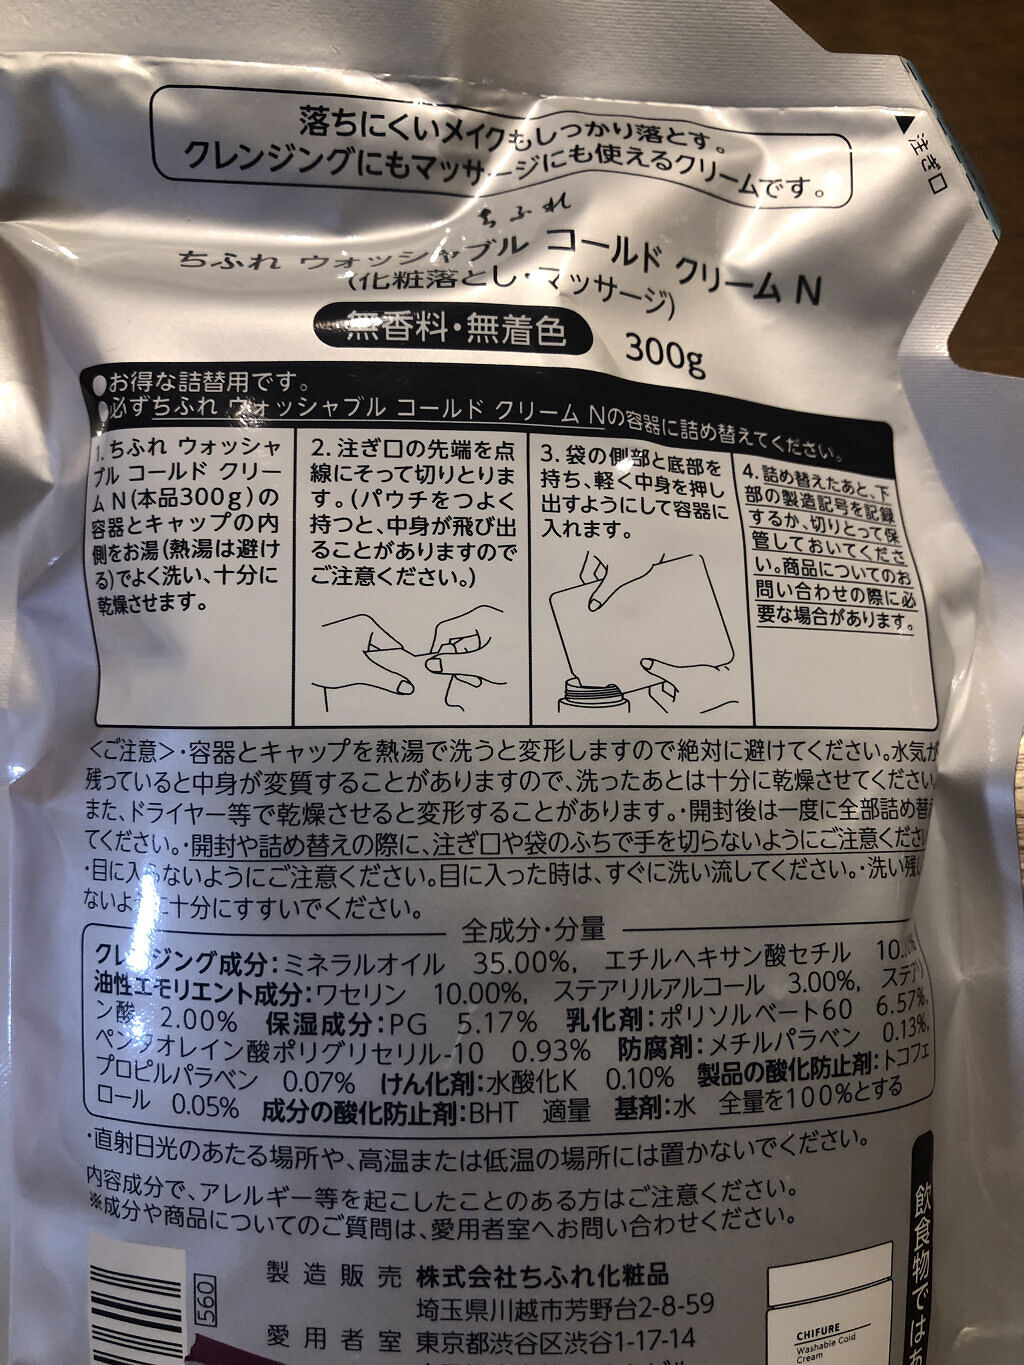 落ちにくいメイクもしっかり落とす。
クレンジングにもマッサージにも使えるクリームです。
注ぎ口
ちふれ
ちふれ ウォッシャブル コールド クリーム N
(化粧落とし・マッサージ)
無香料・無着色
300g
●お得な詰替用です。
●必ずちふれ ウォッシャブル コールド クリーム Nの容器に詰め替えてください。
1. ちふれ ウォッシャ
ブル コールド クリー
ム N(本品300g)の
容器とキャップの内
側をお湯(熱湯は避け
る)でよく洗い、十分に
乾燥させます。
2. 注ぎ口の先端を点
線にそって切りとりま
す。(パウチをつよく
持つと、中身が飛び出
ることがありますので
ご注意ください。)
3. 袋の側部と底部を
持ち、軽く中身を押し
出すようにして容器に
入れます。
4. 詰め替えたあと、下
部の製造記号を記録
するか、切りとって保
管しておいてくださ
い。商品についてのお
問い合わせの際に必
要な場合があります。
<ご注意>・容器とキャップを熱湯で洗うと変形しますので絶対に避けてください。水気が
残っていると中身が変質することがありますので、洗ったあとは十分に乾燥させてください。
また、ドライヤー等で乾燥させると変形することがあります。・開封後は一度に全部詰め替え
てください。・開封や詰め替えの際に、注ぎ口や袋のふちで手を切らないようにご注意ください
・目に入らないようにご注意ください。目に入った時は、すぐに洗い流してください。・洗い残し
ないように十分にすすいでください。
全成分・分量
クレンジング成分:ミネラルオイル 35.00%, エチルヘキサン酸セチル
油性エモリエント成分:ワセリン 10.00%, ステアリルアルコール 3.00%, ステアリ
ン酸 2.00% 保湿成分:PG 5.17% 乳化剤:ポリソルベート60 6.57%,
ペンタオレイン酸ポリグリセリル-10 0.93% 防腐剤:メチルパラベン 0.13%,
プロピルパラベン 0.07% けん化剤:水酸化K 0.10% 製品の酸化防止剤:トコフェ
ロール 0.05% 成分の酸化防止剤:BHT 適量 基剤:水 全量を100%とする
・直射日光のあたる場所や、高温または低温の場所には置かないでください。
内容成分で、アレルギー等を起こしたことのある方はご注意ください。
※成分や商品についてのご質問は、愛用者室へお問い合わせください。
飲食物では
560
製造販売 株式会社ちふれ化粧品
埼玉県川越市芳野台2-8-59
愛用者室 東京都渋谷区渋谷1-17-14
CHIFURE
Washable Cold
Cream